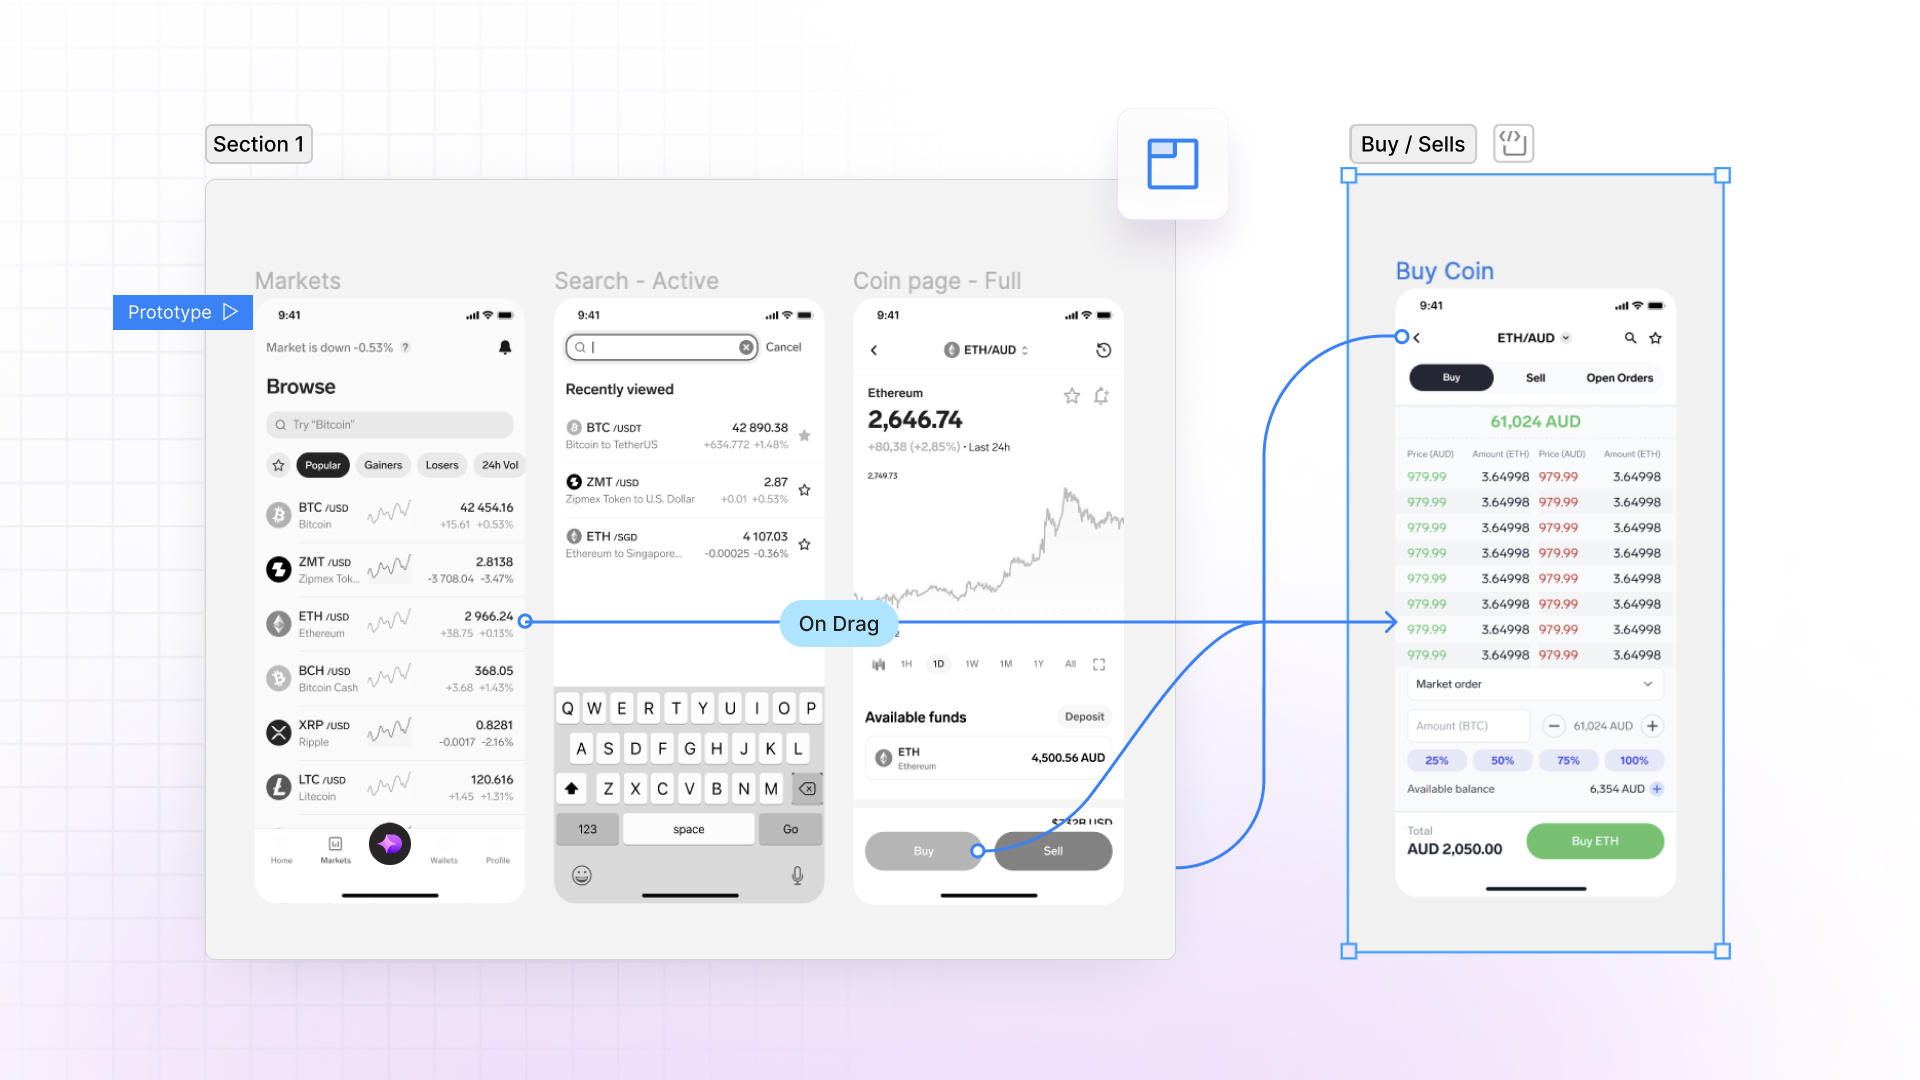 Section 1
Buy / Sells
Markets
Prototype
9:41
Market is down -0.53% ?
Browse
Try "Bitcoin"
Popular Gainers Losers 24h Vol
BTC /USD 42 454.16
Bitcoin +15.61 +0.53%
ZMT /USD 2.8138
Zipmex Tok... -3 708.04 -3.47%
ETH /USD 2 966.24
Ethereum +38.75 +0.13%
BCH /USD 368.05
Bitcoin Cash +3.68 +1.43%
XRP /USD 0.8281
Ripple -0.0017 -2.16%
LTC /USD 120.616
Litecoin +1.45 +1.31%
Home Markets Wallets Profile
Search - Active
9:41
Cancel
Recently viewed
BTC /USDT 42 890.38
Bitcoin to TetherUS +634.772 +1.48%
ZMT /USD 2.87
Zipmex Token to U.S. Dollar +0.01 +0.53%
ETH /SGD 4 107.03
Ethereum to Singapore... -0.00025 -0.36%
On Drag
Q W E R T Y U I O P
A S D F G H J K L
Z X C V B N M
123 space Go
Coin page - Full
9:41
ETH/AUD
Ethereum
2,646.74
+80,38 (+2,85%) · Last 24h
2,749.73
1H 1D 1W 1M 1Y All
Available funds Deposit
ETH
Ethereum
4,500.56 AUD
$732B USD
Buy Sell
Buy Coin
9:41
ETH/AUD
Buy Sell Open Orders
61,024 AUD
Price (AUD) Amount (ETH) Price (AUD) Amount (ETH)
979.99 3.64998 979.99 3.64998
979.99 3.64998 979.99 3.64998
979.99 3.64998 979.99 3.64998
979.99 3.64998 979.99 3.64998
979.99 3.64998 979.99 3.64998
979.99 3.64998 979.99 3.64998
979.99 3.64998 979.99 3.64998
979.99 3.64998 979.99 3.64998
Market order
Amount (BTC) 61,024 AUD
25% 50% 75% 100%
Available balance 6,354 AUD
Total
AUD 2,050.00
Buy ETH